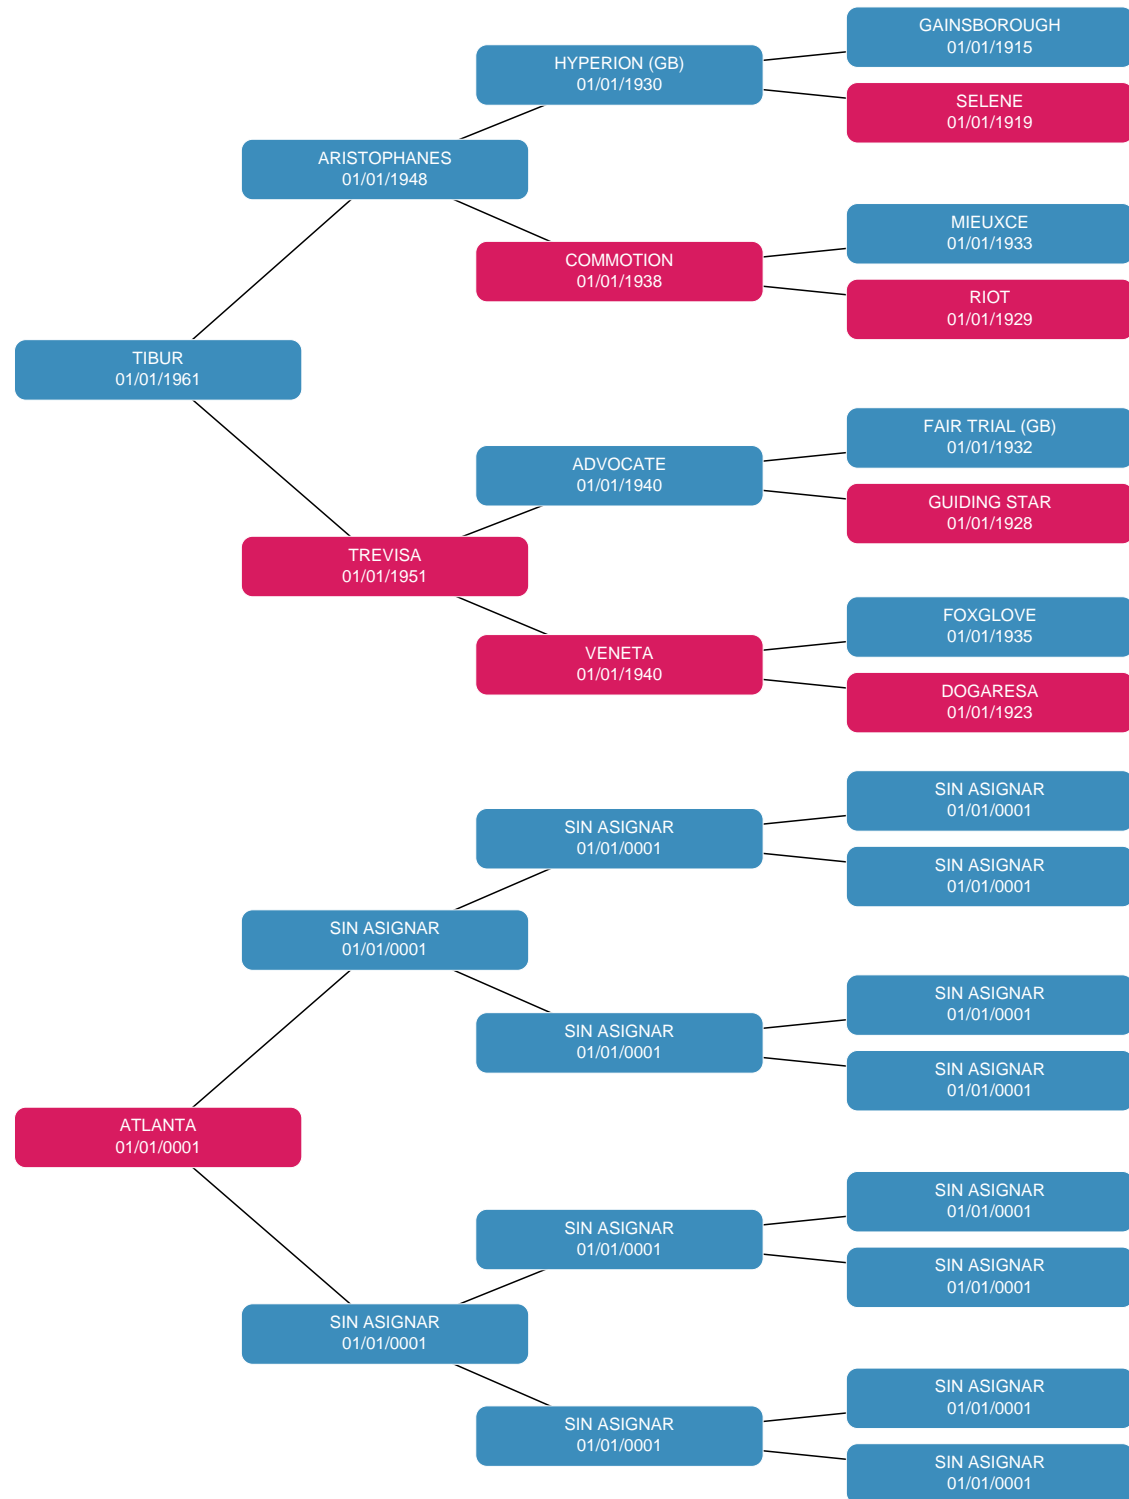 GAINSBOROUGH
01/01/1915
HYPERION (GB)
01/01/1930
SELENE
01/01/1919
ARISTOPHANES
01/01/1948
MIEUXCE
01/01/1933
COMMOTION
01/01/1938
RIOT
01/01/1929
TIBUR
01/01/1961
FAIR TRIAL (GB)
01/01/1932
ADVOCATE
01/01/1940
GUIDING STAR
01/01/1928
TREVISA
01/01/1951
FOXGLOVE
01/01/1935
VENETA
01/01/1940
DOGARESA
01/01/1923
SIN ASIGNAR
01/01/0001
SIN ASIGNAR
01/01/0001
SIN ASIGNAR
01/01/0001
SIN ASIGNAR
01/01/0001
SIN ASIGNAR
01/01/0001
SIN ASIGNAR
01/01/0001
SIN ASIGNAR
01/01/0001
ATLANTA
01/01/0001
SIN ASIGNAR
01/01/0001
SIN ASIGNAR
01/01/0001
SIN ASIGNAR
01/01/0001
SIN ASIGNAR
01/01/0001
SIN ASIGNAR
01/01/0001
SIN ASIGNAR
01/01/0001
SIN ASIGNAR
01/01/0001